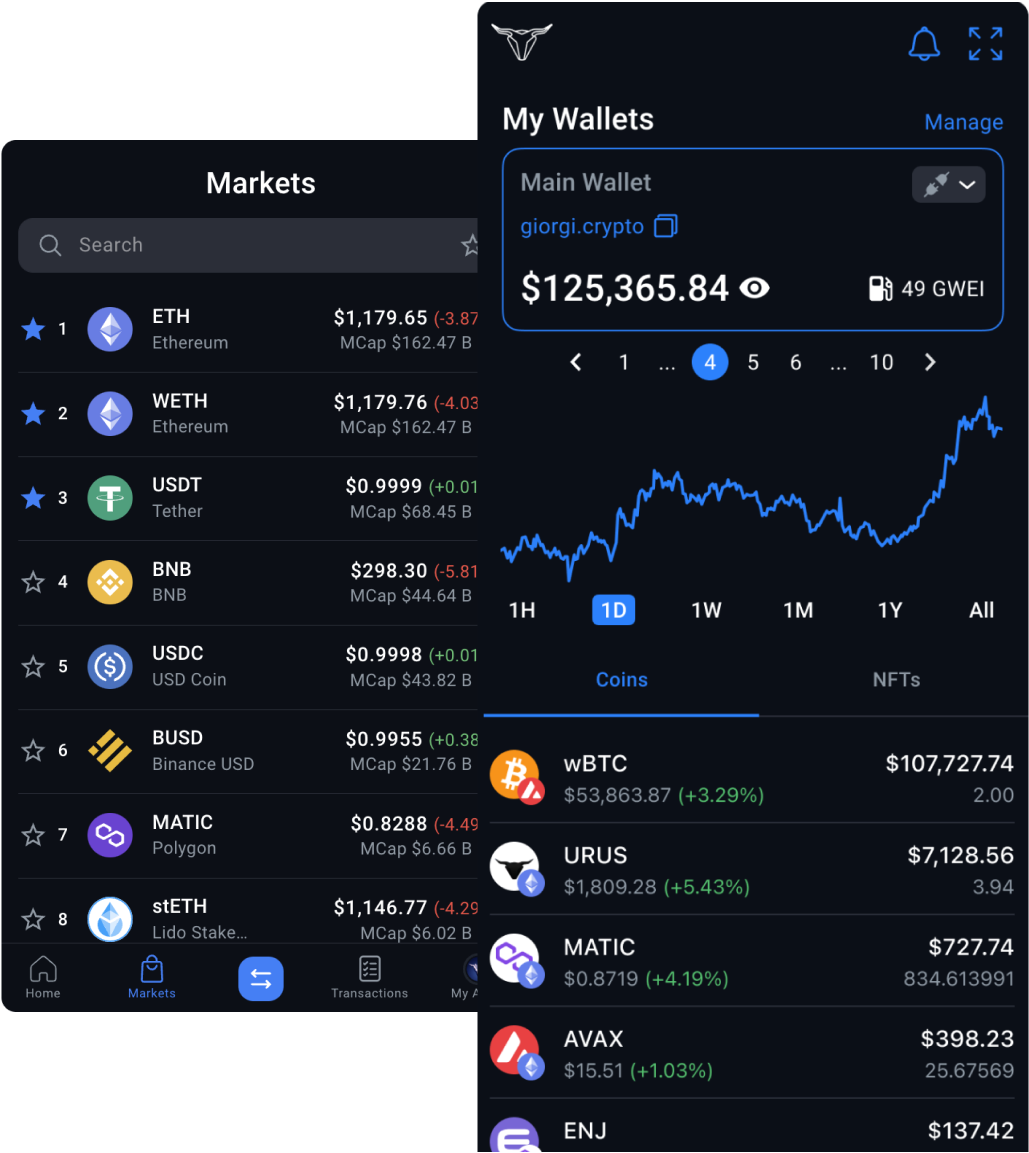 Markets
Search
1 ETH $1,179.65 (-3.87
Ethereum MCap $162.47 B
2 WETH $1,179.76 (-4.03
Ethereum MCap $162.47 B
3 USDT $0.9999 (+0.01
Tether MCap $68.45 B
4 BNB $298.30 (-5.81
BNB MCap $44.64 B
5 USDC $0.9998 (+0.01
USD Coin MCap $43.82 B
6 BUSD $0.9955 (+0.38
Binance USD MCap $21.76 B
7 MATIC $0.8288 (-4.49
Polygon MCap $6.66 B
8 stETH $1,146.77 (-4.29
Lido Stake... MCap $6.02 B
Home Markets Transactions My A
My Wallets Manage
Main Wallet
giorgi.crypto
$125,365.84 49 GWEI
1 ... 4 5 6 ... 10
1H 1D 1W 1M 1Y All
Coins NFTs
wBTC $107,727.74
$53,863.87 (+3.29%) 2.00
URUS $7,128.56
$1,809.28 (+5.43%) 3.94
MATIC $727.74
$0.8719 (+4.19%) 834.613991
AVAX $398.23
$15.51 (+1.03%) 25.67569
ENJ $137.42